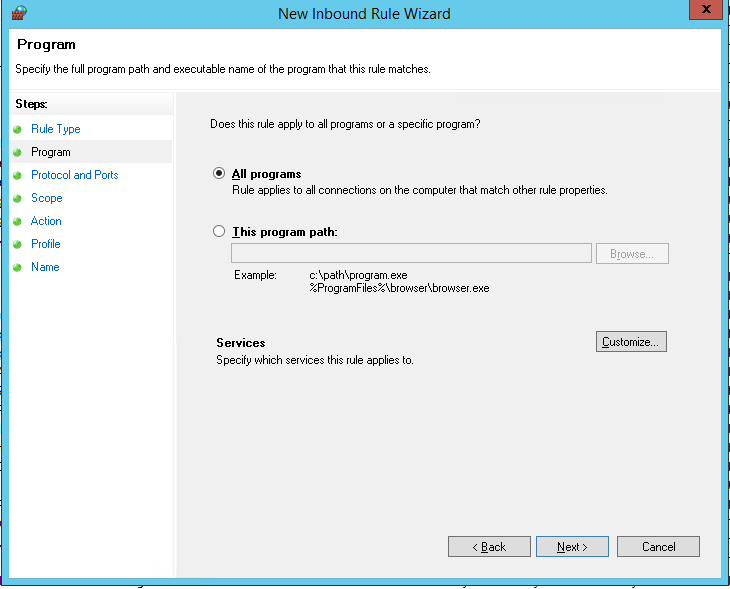 New Inbound Rule Wizard
x
Program
Specify the full program path and executable name of the program that this rule matches.
Steps:
Rule Type
Program
Protocol and Ports
Scope
Action
Profile
Name
Does this rule apply to all programs or a specific program?
All programs
Rule applies to all connections on the computer that match other rule properties.
This program path:
Browse...
Example: c:\path\program.exe
%ProgramFiles%\browser\browser.exe
Services
Customize...
Specify which services this rule applies to.
< Back Next > Cancel